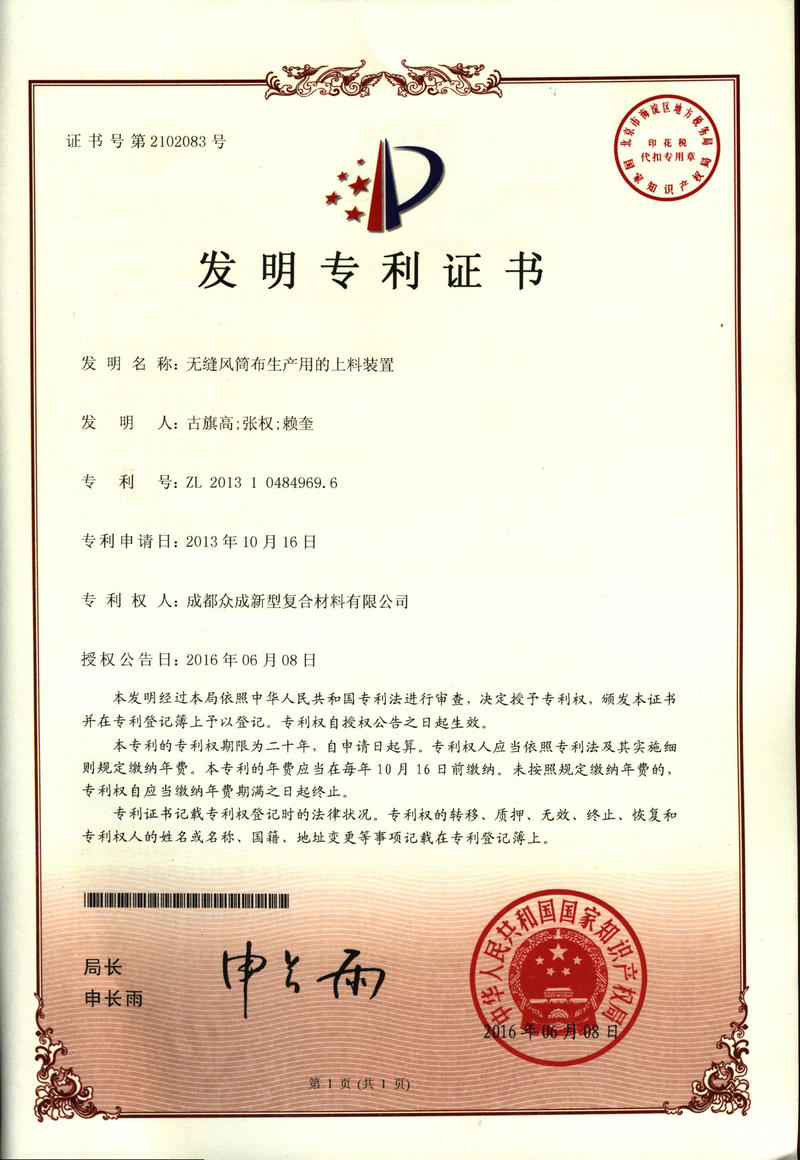 证书号第2102083号
北京市海淀区地方税务局
印花税
代扣专用章
国家知识产权局
发明专利证书
发明名称：无缝风筒布生产用的上料装置
发明人：古旗高;张权;赖奎
专利号：ZL 2013 1 0484969.6
专利申请日：2013年10月16日
专利权人：成都众成新型复合材料有限公司
授权公告日：2016年06月08日
本发明经过本局依照中华人民共和国专利法进行审查，决定授予专利权，颁发本证书
并在专利登记簿上予以登记。专利权自授权公告之日起生效。
本专利的专利权期限为二十年，自申请日起算。专利权人应当依照专利法及其实施细
则规定缴纳年费。本专利的年费应当在每年10月16日前缴纳。未按照规定缴纳年费的，
专利权自应当缴纳年费期满之日起终止。
专利证书记载专利权登记时的法律状况。专利权的转移、质押、无效、终止、恢复和
专利权人的姓名或名称、国籍、地址变更等事项记载在专利登记簿上。
局长
申长雨
申长雨
中华人民共和国国家知识产权局
2016年06月08日
第1页(共1页)